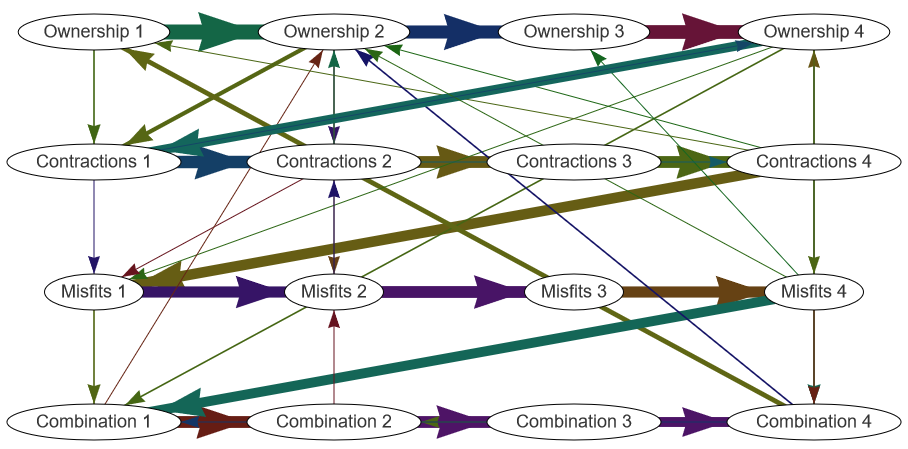 Ownership 1
Ownership 2
Ownership 3
Ownership 4
Contractions 1
Contractions 2
Contractions 3
Contractions 4
Misfits 1
Misfits 2
Misfits 3
Misfits 4
Combination 1
Combination 2
Combination 3
Combination 4